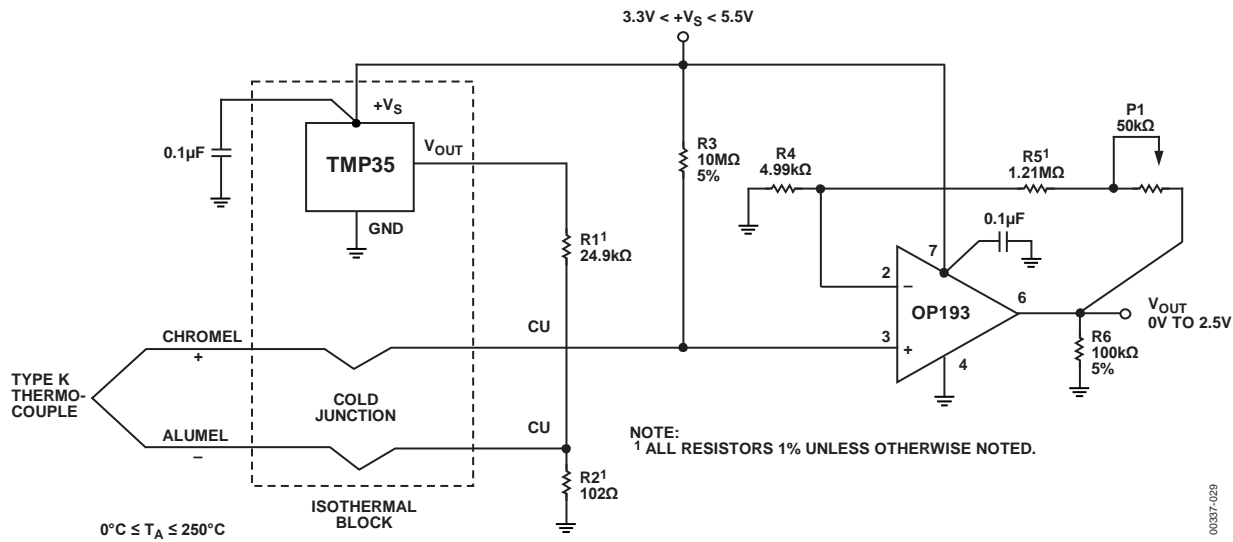 3.3V < +VS < 5.5V
P1
50kΩ
+VS
0.1µF
TMP35
VOUT
R3
10MΩ
5%
R4
4.99kΩ
R5¹
1.21MΩ
GND
R1¹
24.9kΩ
0.1µF
7
2
–
OP193
6
VOUT
0V TO 2.5V
CHROMEL
+
CU
3
+
4
R6
100kΩ
5%
TYPE K
THERMO-
COUPLE
COLD
JUNCTION
ALUMEL
–
CU
NOTE:
¹ ALL RESISTORS 1% UNLESS OTHERWISE NOTED.
R2¹
102Ω
ISOTHERMAL
BLOCK
0°C ≤ TA ≤ 250°C
00337-029